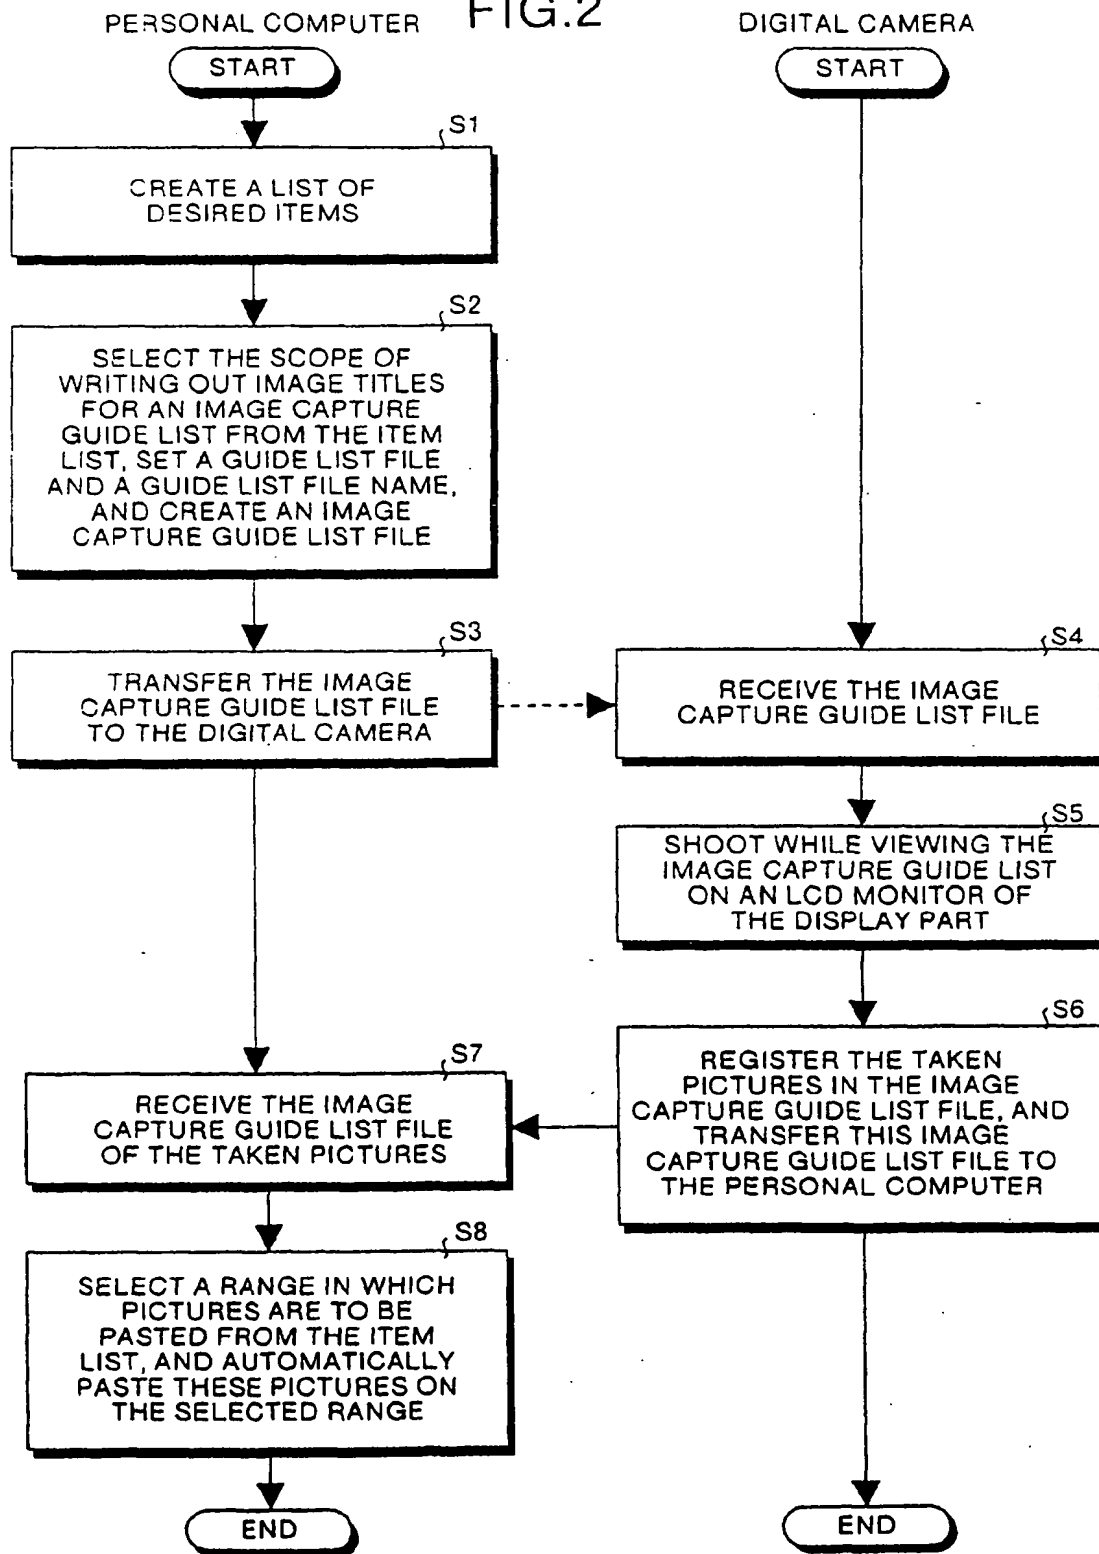 FIG.2
PERSONAL COMPUTER
DIGITAL CAMERA
START
START
S1
CREATE A LIST OF
DESIRED ITEMS
S2
SELECT THE SCOPE OF
WRITING OUT IMAGE TITLES
FOR AN IMAGE CAPTURE
GUIDE LIST FROM THE ITEM
LIST, SET A GUIDE LIST FILE
AND A GUIDE LIST FILE NAME,
AND CREATE AN IMAGE
CAPTURE GUIDE LIST FILE
S3
TRANSFER THE IMAGE
CAPTURE GUIDE LIST FILE
TO THE DIGITAL CAMERA
S4
RECEIVE THE IMAGE
CAPTURE GUIDE LIST FILE
S5
SHOOT WHILE VIEWING THE
IMAGE CAPTURE GUIDE LIST
ON AN LCD MONITOR OF
THE DISPLAY PART
S6
REGISTER THE TAKEN
PICTURES IN THE IMAGE
CAPTURE GUIDE LIST FILE, AND
TRANSFER THIS IMAGE
CAPTURE GUIDE LIST FILE TO
THE PERSONAL COMPUTER
S7
RECEIVE THE IMAGE
CAPTURE GUIDE LIST FILE
OF THE TAKEN PICTURES
S8
SELECT A RANGE IN WHICH
PICTURES ARE TO BE
PASTED FROM THE ITEM
LIST, AND AUTOMATICALLY
PASTE THESE PICTURES ON
THE SELECTED RANGE
END
END